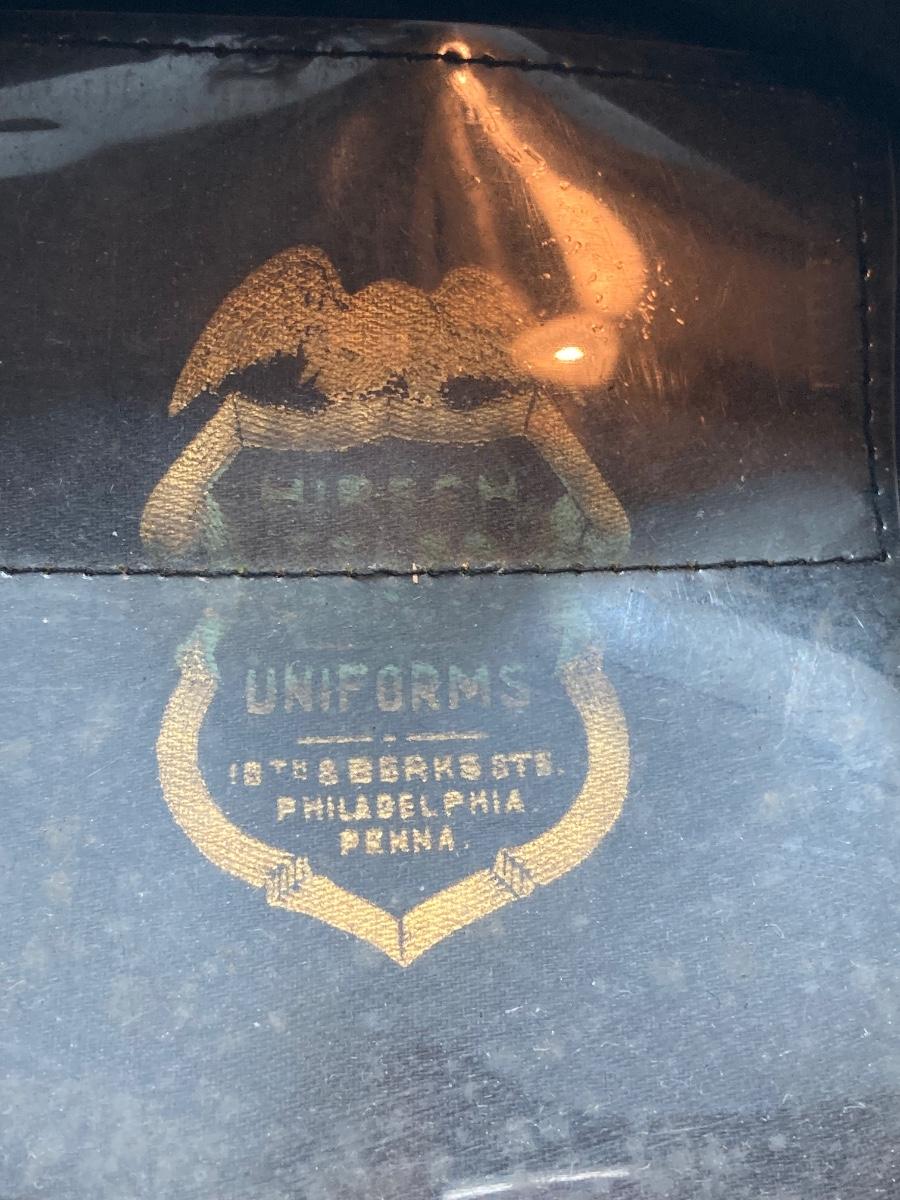 HIRSCH
UNIFORMS
18TH & BERKS STS.
PHILADELPHIA
PENNA.